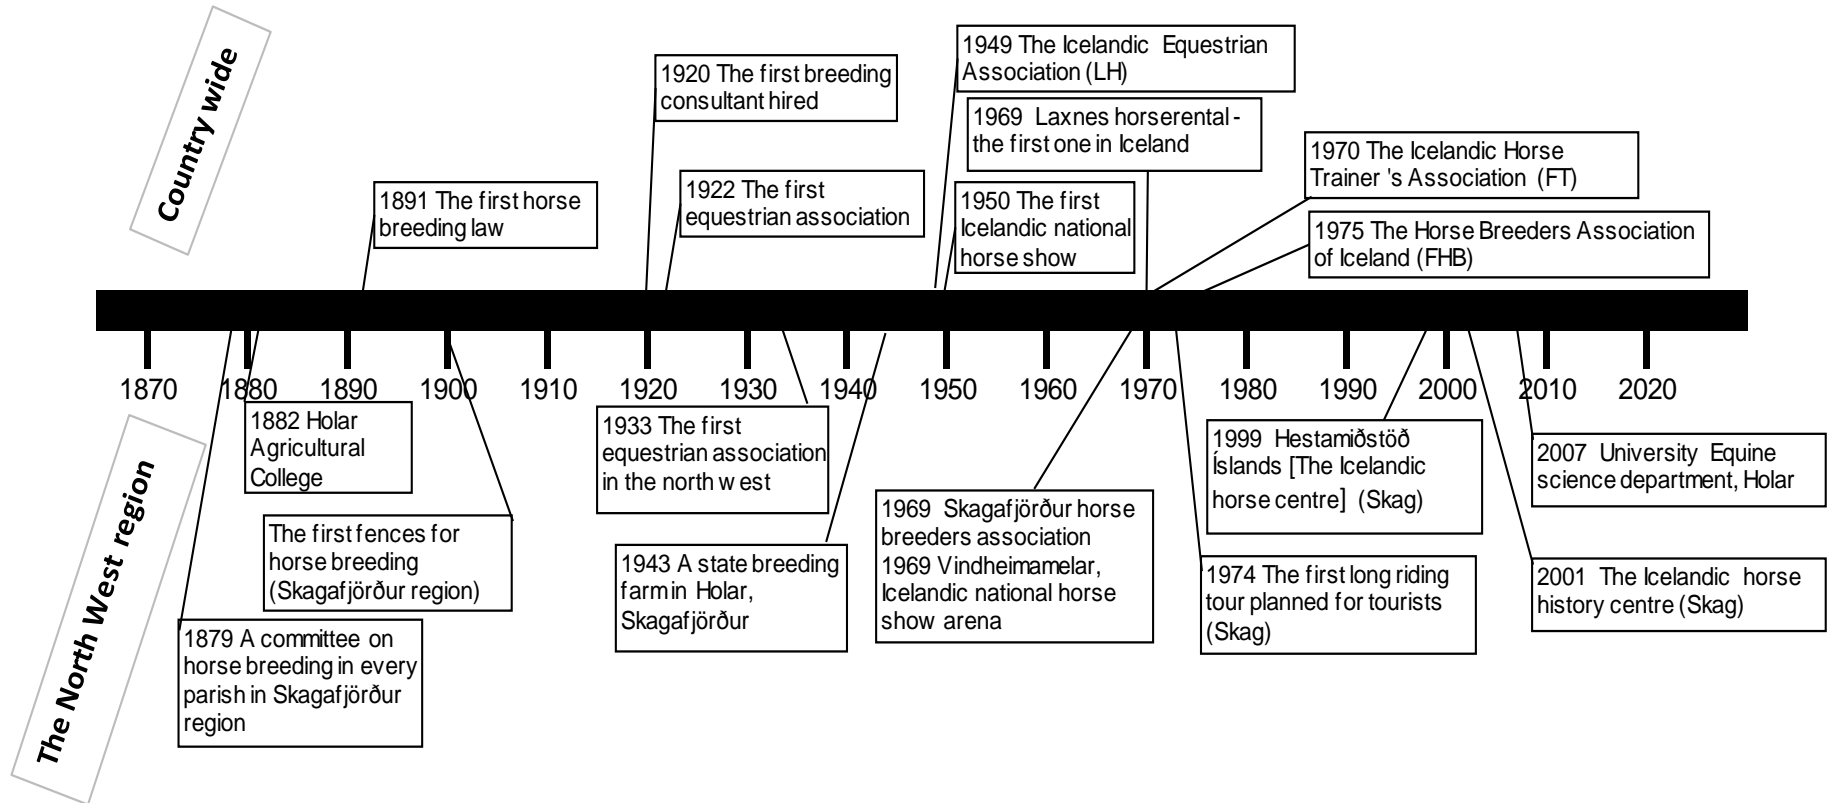 Country wide
1920 The first breeding
consultant hired
1949 The Icelandic Equestrian
Association (LH)
1969 Laxnes horserental -
the first one in Iceland
1891 The first horse
breeding law
1922 The first
equestrian association
1950 The first
Icelandic national
horse show
1970 The Icelandic Horse
Trainer 's Association (FT)
1975 The Horse Breeders Association
of Iceland (FHB)
1870 1880 1890 1900 1910 1920 1930 1940 1950 1960 1970 1980 1990 2000 2010 2020
The North West region
1882 Holar
Agricultural
College
The first fences for
horse breeding
(Skagafjörður region)
1879 A committee on
horse breeding in every
parish in Skagafjörður
region
1933 The first
equestrian association
in the north west
1943 A state breeding
farm in Holar,
Skagafjörður
1969 Skagafjörður horse
breeders association
1969 Vindheimamelar,
Icelandic national horse
show arena
1999 Hestamiðstöð
Íslands [The Icelandic
horse centre] (Skag)
1974 The first long riding
tour planned for tourists
(Skag)
2007 University Equine
science department, Holar
2001 The Icelandic horse
history centre (Skag)